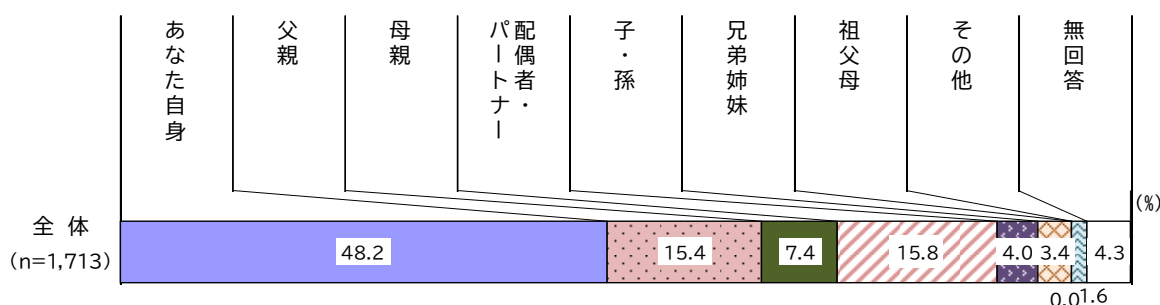 あなた自身
父親
母親
配偶者・
パートナー
子・孫
兄弟姉妹
祖父母
その他
無回答
(%)
全 体
(n=1,713)
48.2
15.4
7.4
15.8
4.0
3.4
0.0
1.6
4.3